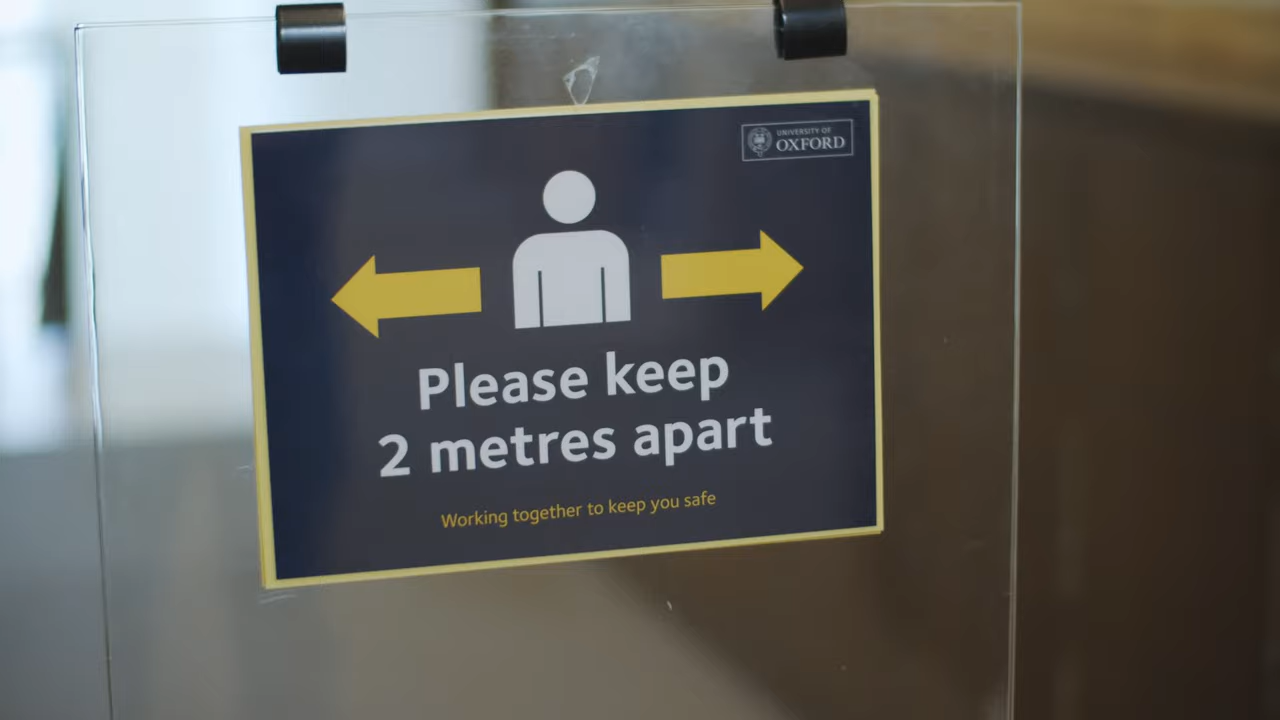 UNIVERSITY OF
OXFORD
Please keep
2 metres apart
Working together to keep you safe